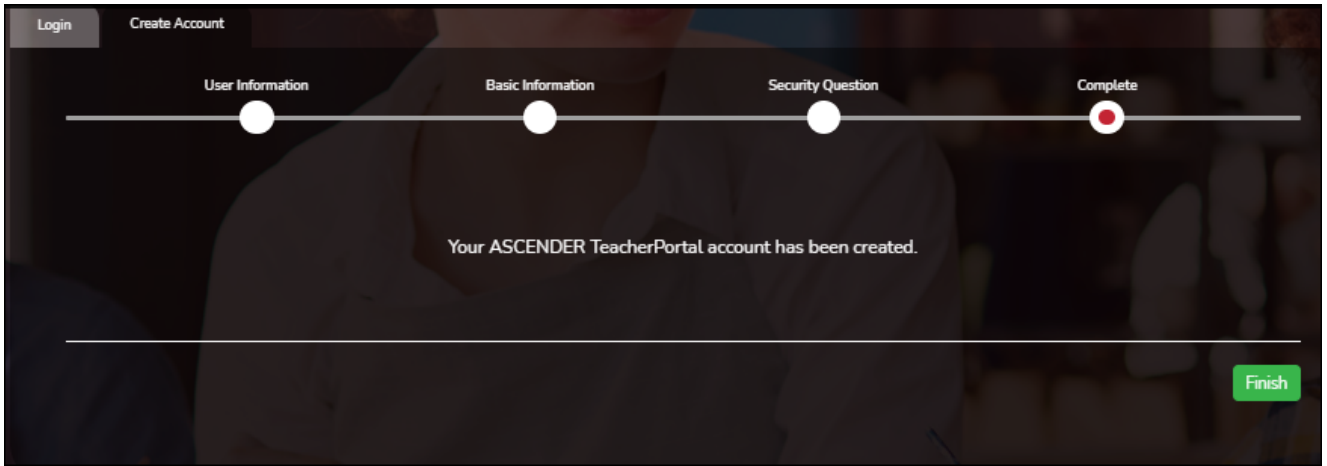 Login Create Account
User Information Basic Information Security Question Complete
Your ASCENDER TeacherPortal account has been created.
Finish